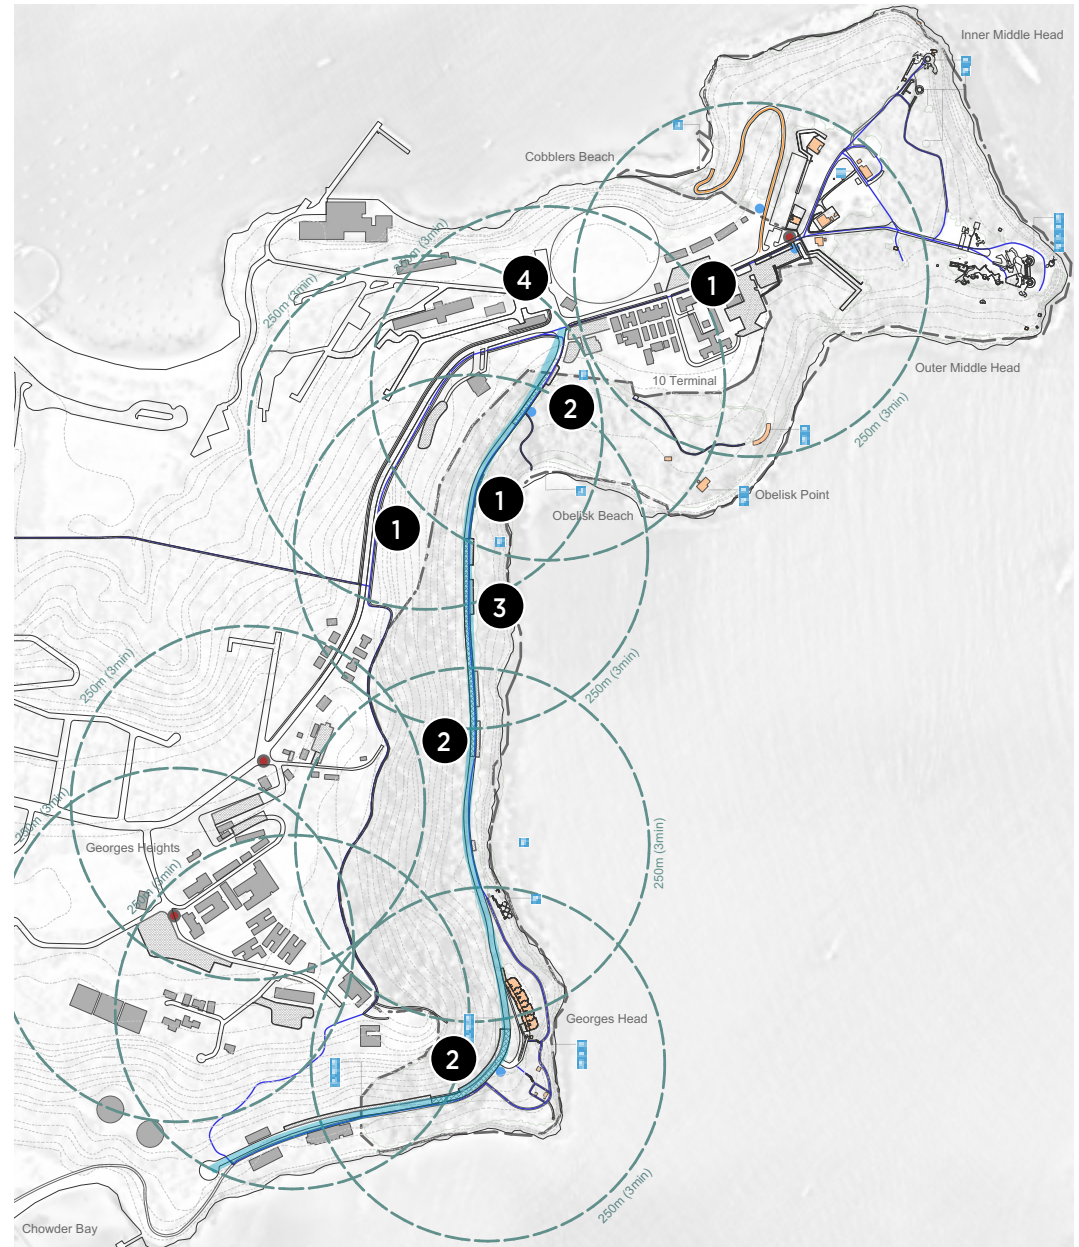 Inner Middle Head
Cobblers Beach
250m (3min)
4
1
10 Terminal
Outer Middle Head
2
250m (3min)
1
Obelisk Point
Obelisk Beach
1
3
250m (3min)
250m (3min)
2
250m (3min)
Georges Heights
250m (3min)
250m (3min)
Georges Head
2
250m (3min)
Chowder Bay